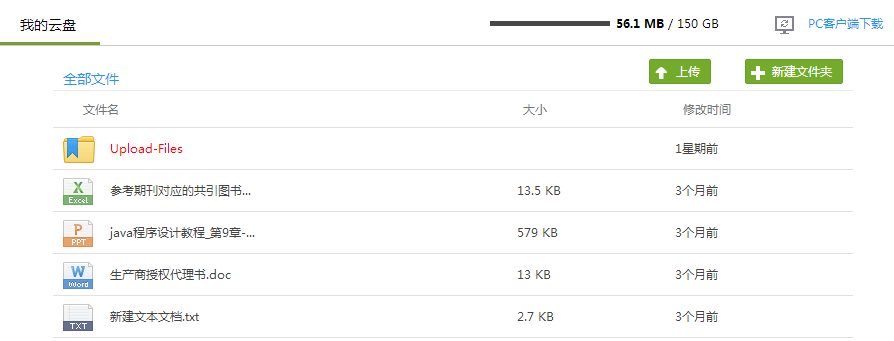 我的云盘
56.1 MB / 150 GB
PC客户端下载
全部文件
上传
新建文件夹
文件名
大小
修改时间
Upload-Files
1星期前
Excel
参考期刊对应的共引图书...
13.5 KB
3个月前
PPT
java程序设计教程_第9章-...
579 KB
3个月前
Word
生产商授权代理书.doc
13 KB
3个月前
TXT
新建文本文档.txt
2.7 KB
3个月前